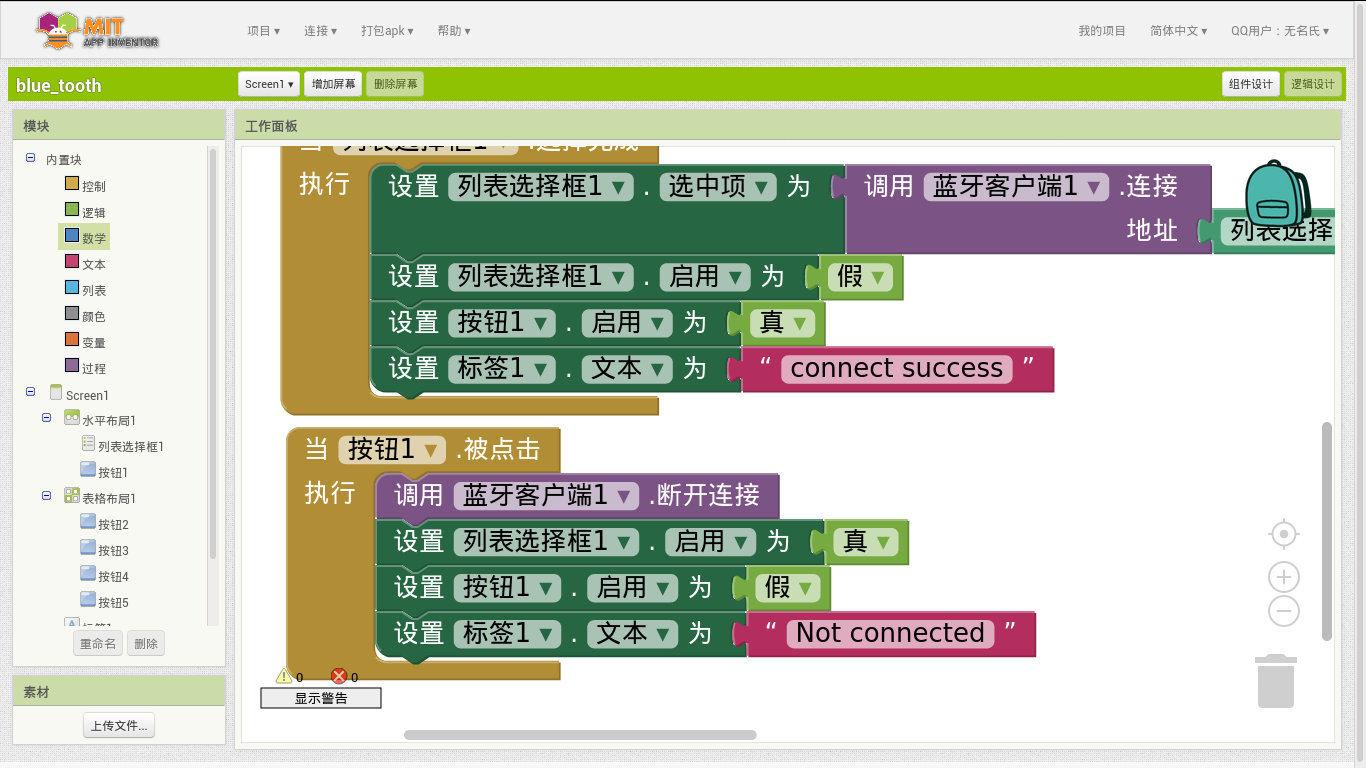 MIT
APP INVENTOR
项目 ▾ 连接 ▾ 打包apk ▾ 帮助 ▾ 我的项目 简体中文 ▾ QQ用户：无名氏 ▾
blue_tooth Screen1 ▾ 增加屏幕 删除屏幕 组件设计 逻辑设计
模块
内置块
控制
逻辑
数学
文本
列表
颜色
变量
过程
Screen1
水平布局1
列表选择框1
按钮1
表格布局1
按钮2
按钮3
按钮4
按钮5
标签1
重命名 删除
素材
上传文件...
工作面板
当 列表选择框1 .选择完成
执行 设置 列表选择框1 . 选中项 为 调用 蓝牙客户端1 .连接
地址 列表选择
设置 列表选择框1 . 启用 为 假
设置 按钮1 . 启用 为 真
设置 标签1 . 文本 为 “ connect success ”
当 按钮1 .被点击
执行 调用 蓝牙客户端1 .断开连接
设置 列表选择框1 . 启用 为 真
设置 按钮1 . 启用 为 假
设置 标签1 . 文本 为 “ Not connected ”
0 0
显示警告